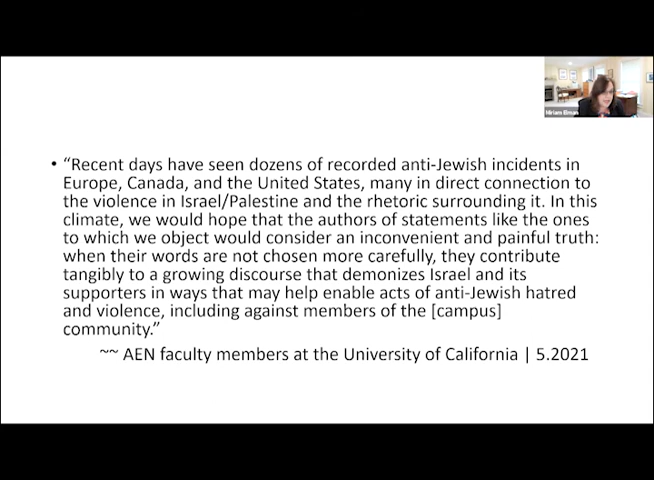 • “Recent days have seen dozens of recorded anti-Jewish incidents in
Europe, Canada, and the United States, many in direct connection to
the violence in Israel/Palestine and the rhetoric surrounding it. In this
climate, we would hope that the authors of statements like the ones
to which we object would consider an inconvenient and painful truth:
when their words are not chosen more carefully, they contribute
tangibly to a growing discourse that demonizes Israel and its
supporters in ways that may help enable acts of anti-Jewish hatred
and violence, including against members of the [campus]
community.”
~~ AEN faculty members at the University of California | 5.2021
Miriam Elman